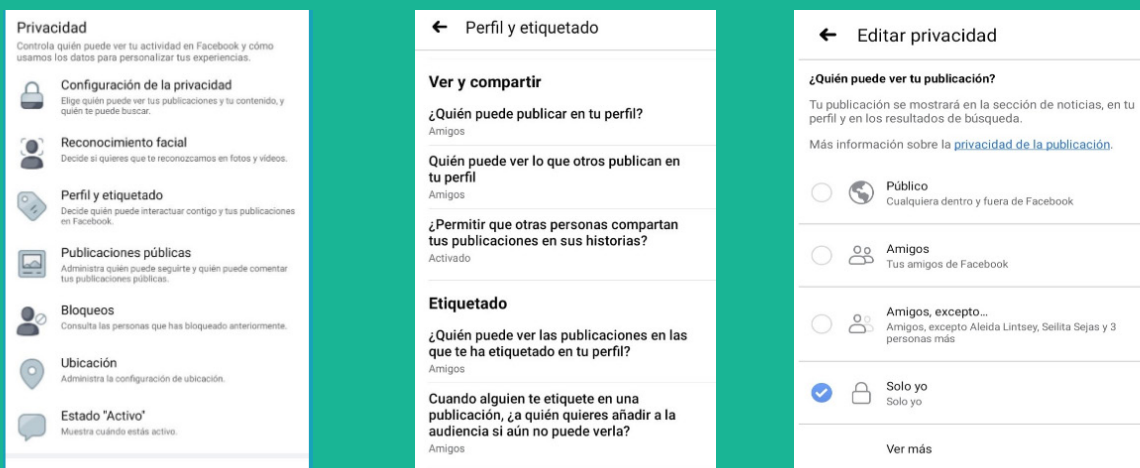 Privacidad
Controla quién puede ver tu actividad en Facebook y cómo
usamos los datos para personalizar tus experiencias.
Configuración de la privacidad
Elige quién puede ver tus publicaciones y tu contenido, y
quién te puede buscar.
Reconocimiento facial
Decide si quieres que te reconozcamos en fotos y vídeos.
Perfil y etiquetado
Decide quién puede interactuar contigo y tus publicaciones
en Facebook.
Publicaciones públicas
Administra quién puede seguirte y quién puede comentar
tus publicaciones públicas.
Bloqueos
Consulta las personas que has bloqueado anteriormente.
Ubicación
Administra la configuración de ubicación.
Estado "Activo"
Muestra cuándo estás activo.
Perfil y etiquetado
Ver y compartir
¿Quién puede publicar en tu perfil?
Amigos
Quién puede ver lo que otros publican en
tu perfil
Amigos
¿Permitir que otras personas compartan
tus publicaciones en sus historias?
Activado
Etiquetado
¿Quién puede ver las publicaciones en las
que te ha etiquetado en tu perfil?
Amigos
Cuando alguien te etiquete en una
publicación, ¿a quién quieres añadir a la
audiencia si aún no puede verla?
Amigos
Editar privacidad
¿Quién puede ver tu publicación?
Tu publicación se mostrará en la sección de noticias, en tu
perfil y en los resultados de búsqueda.
Más información sobre la privacidad de la publicación.
Público
Cualquiera dentro y fuera de Facebook
Amigos
Tus amigos de Facebook
Amigos, excepto...
Amigos, excepto Aleida Lintsey, Seilita Sejas y 3
personas más
Solo yo
Solo yo
Ver más